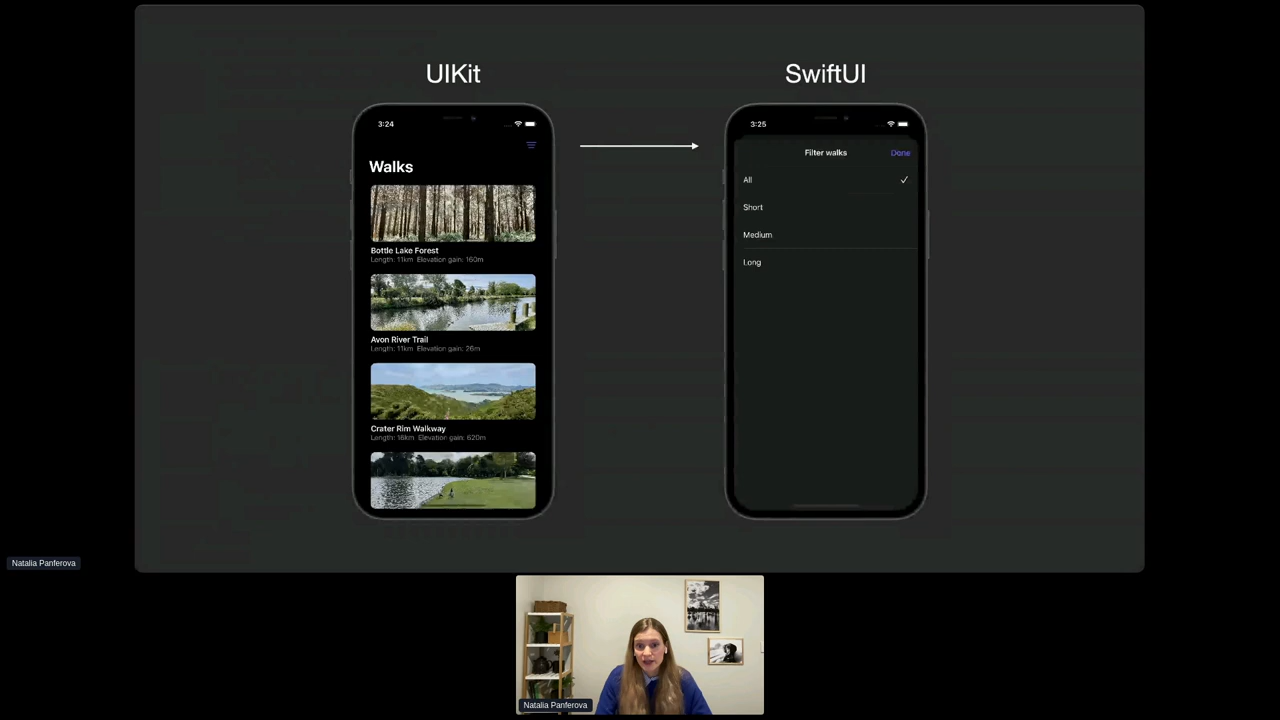 UIKit
SwiftUI
3:24
Walks
Bottle Lake Forest
Length: 11km Elevation gain: 160m
Avon River Trail
Length: 11km Elevation gain: 26m
Crater Rim Walkway
Length: 18km Elevation gain: 620m
3:25
Filter walks
Done
All
Short
Medium
Long
Natalia Panferova
Natalia Panferova